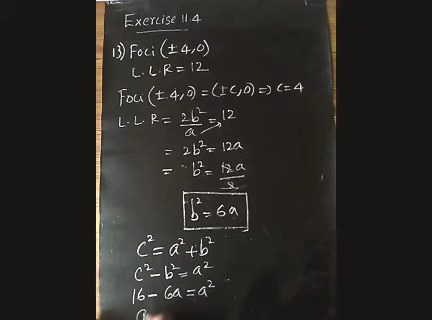 Exercise 11.4
13) Foci (±4,0)
L.L.R = 12
Foci (±4,0) = (±c,0) => c=4
L.L.R = 2b²/a = 12
= 2b² = 12a
= b² = 12a/2
b² = 6a
c² = a² + b²
c² - b² = a²
16 - 6a = a²